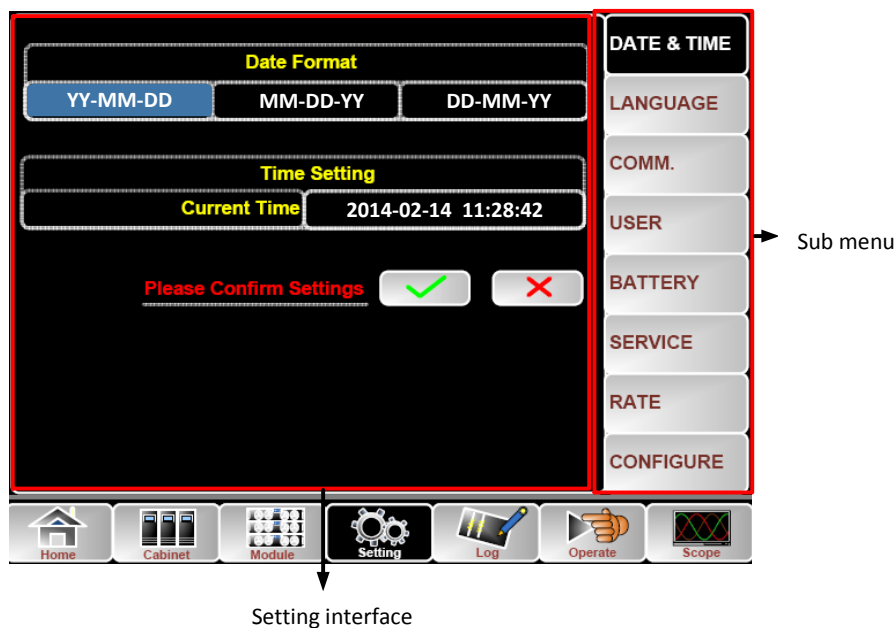 Date Format
YY-MM-DD MM-DD-YY DD-MM-YY
Time Setting
Current Time 2014-02-14 11:28:42
Please Confirm Settings
DATE & TIME
LANGUAGE
COMM.
USER
BATTERY
SERVICE
RATE
CONFIGURE
Sub menu
Home Cabinet Module Setting Log Operate Scope
Setting interface